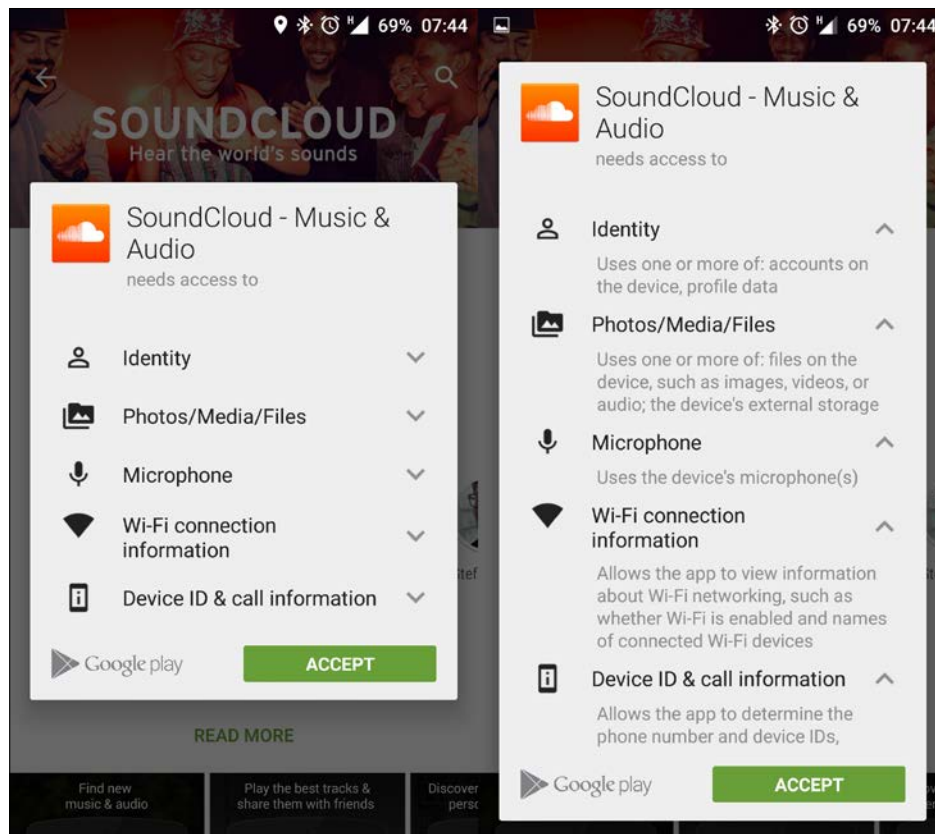 69% 07:44
SOUNDCLOUD
Hear the world's sounds
SoundCloud - Music &
Audio
needs access to
Identity
Photos/Media/Files
Microphone
Wi-Fi connection
information
Device ID & call information
Google play
ACCEPT
READ MORE
Find new
music & audio
Play the best tracks &
share them with friends
Discover
H 69% 07:44
SoundCloud - Music &
Audio
needs access to
Identity
Uses one or more of: accounts on
the device, profile data
Photos/Media/Files
Uses one or more of: files on the
device, such as images, videos, or
audio; the device's external storage
Microphone
Uses the device's microphone(s)
Wi-Fi connection
information
Allows the app to view information
about Wi-Fi networking, such as
whether Wi-Fi is enabled and names
of connected Wi-Fi devices
Device ID & call information
Allows the app to determine the
phone number and device IDs,
Google play
ACCEPT